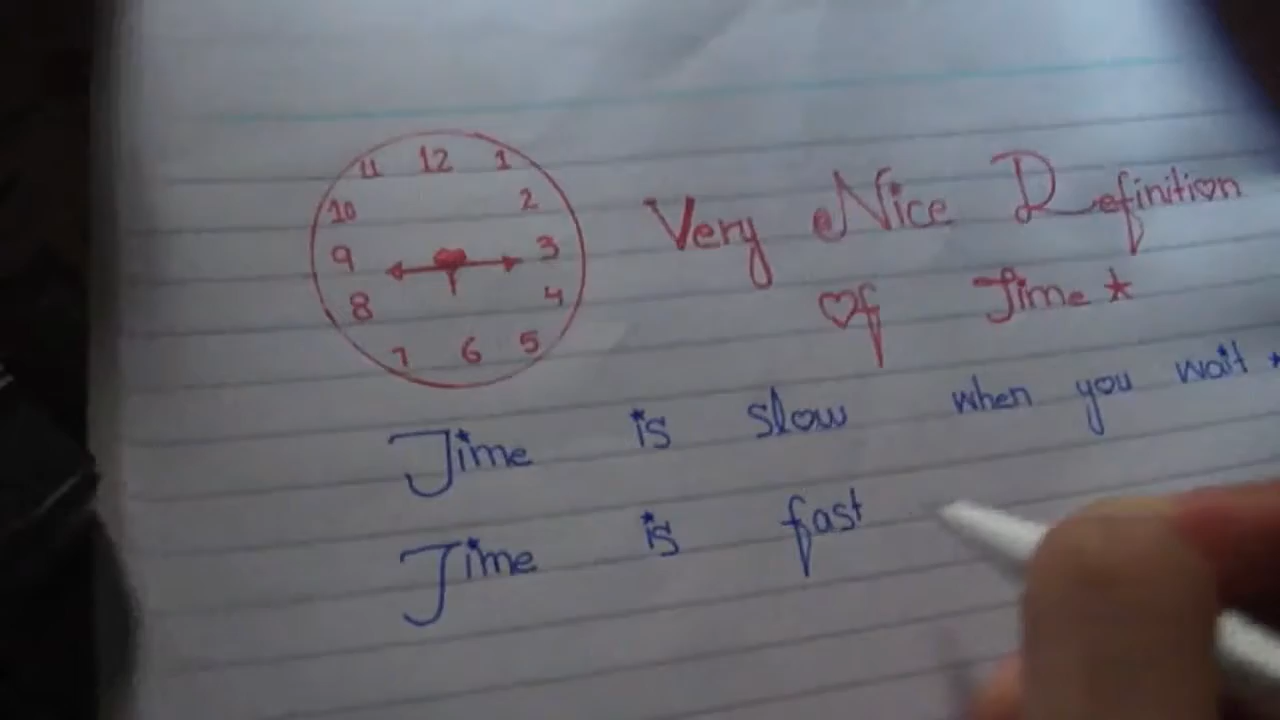 11 12 1
10 2
9 3
8 4
7 6 5
Very Nice Definition
Of Time
Time is slow when you wait
Time is fast